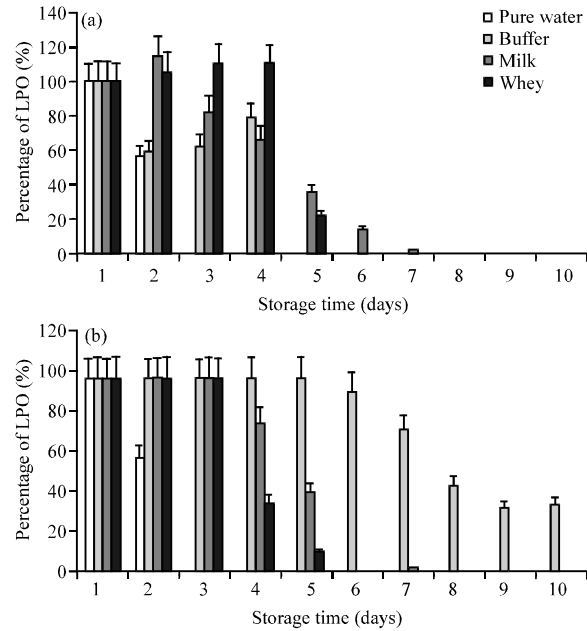 (a)
Pure water
Buffer
Milk
Whey
Percentage of LPO (%)
140
120
100
80
60
40
20
0
1 2 3 4 5 6 7 8 9 10
Storage time (days)
(b)
Percentage of LPO (%)
120
100
80
60
40
20
0
1 2 3 4 5 6 7 8 9 10
Storage time (days)